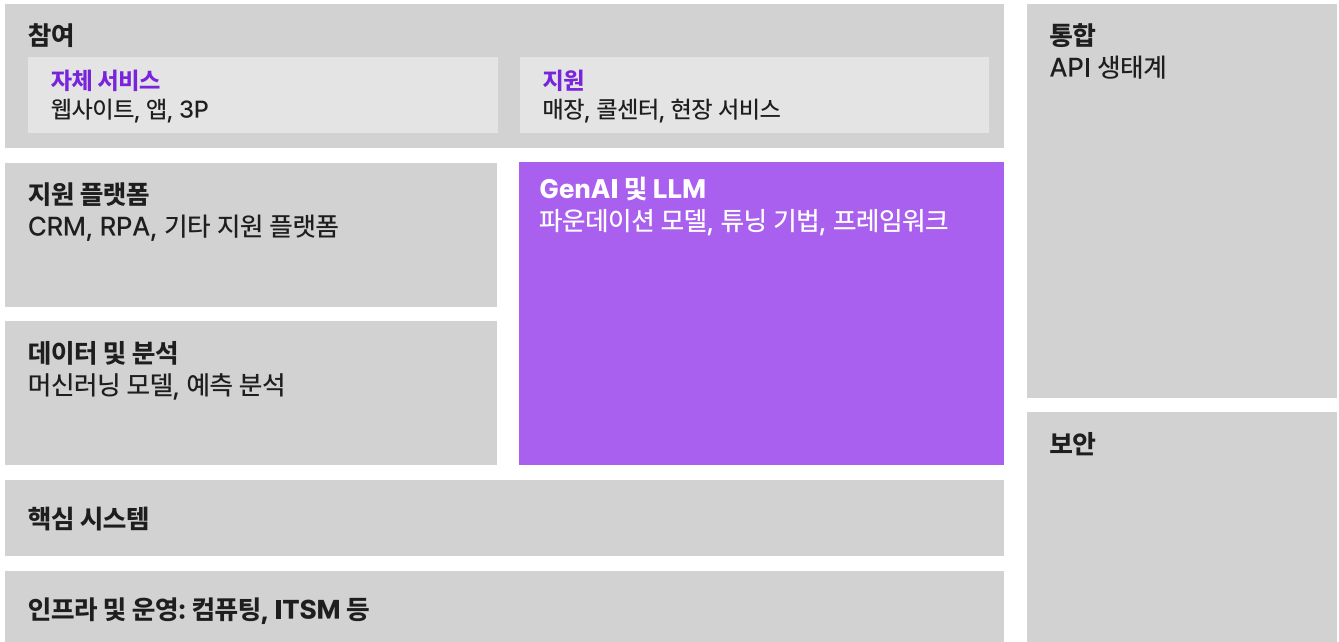 참여
자체 서비스
웹사이트, 앱, 3P
지원
매장, 콜센터, 현장 서비스
지원 플랫폼
CRM, RPA, 기타 지원 플랫폼
GenAI 및 LLM
파운데이션 모델, 튜닝 기법, 프레임워크
데이터 및 분석
머신러닝 모델, 예측 분석
핵심 시스템
인프라 및 운영: 컴퓨팅, ITSM 등
통합
API 생태계
보안